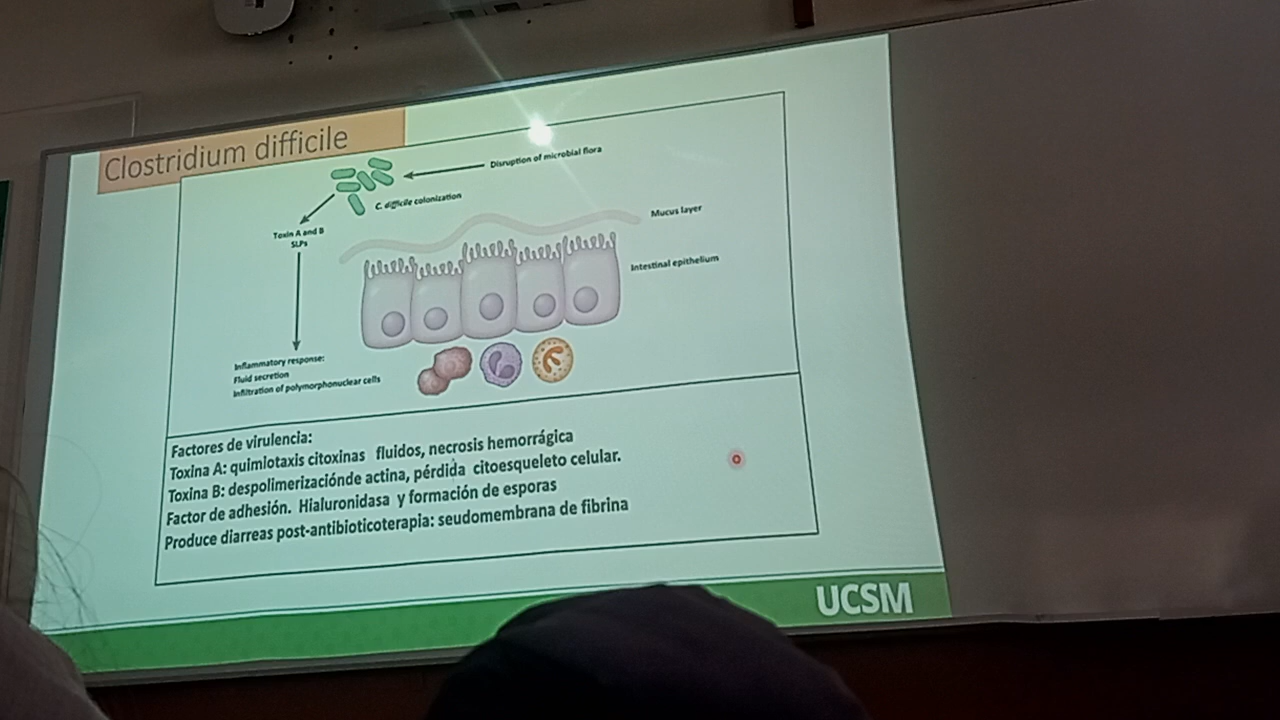 Clostridium difficile
Disruption of microbial flora
C. difficile colonization
Toxin A and B
SLPs
Mucus layer
Intestinal epithelium
Inflammatory response:
Fluid secretion
Infiltration of polymorphonuclear cells
Factores de virulencia:
Toxina A: quimiotaxis citoxinas fluidos, necrosis hemorrágica
Toxina B: despolimerizaciónde actina, pérdida citoesqueleto celular.
Factor de adhesión. Hialuronidasa y formación de esporas
Produce diarreas post-antibioticoterapia: seudomembrana de fibrina
UCSM